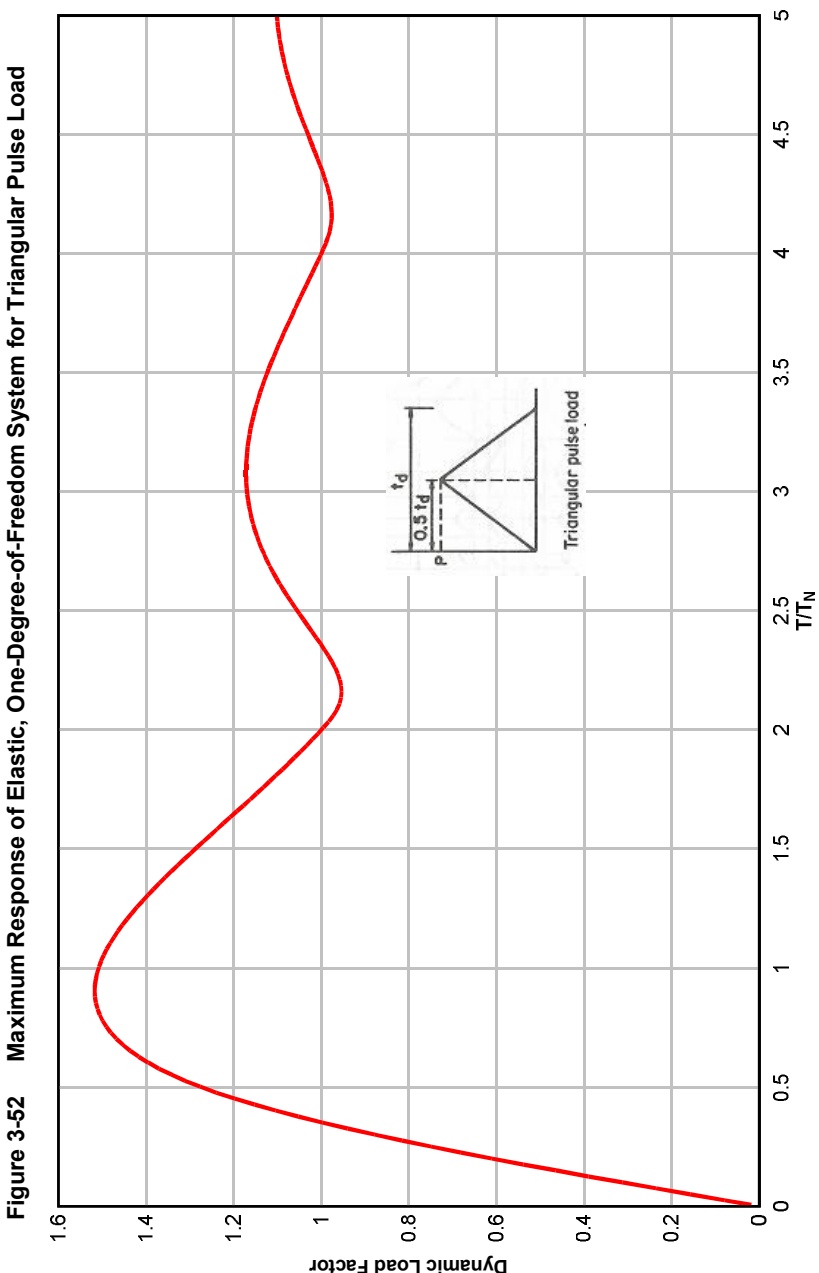 Figure 3-52 Maximum Response of Elastic, One-Degree-of-Freedom System for Triangular Pulse Load
Dynamic Load Factor
1.6
1.4
1.2
1
0.8
0.6
0.4
0.2
0
0
0.5
1
1.5
2
2.5
3
3.5
4
4.5
5
T/TN
td
0.5 td
P
Triangular pulse load